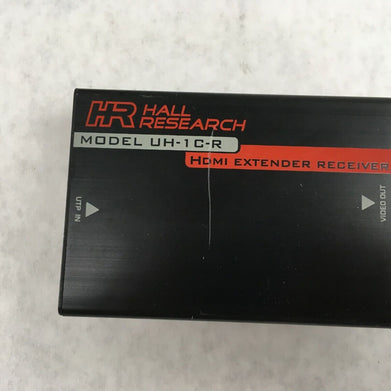 HR HALL
RESEARCH
MODEL UH-1C-R
HDMI EXTENDER RECEIVER
UTP IN
VIDEO OUT